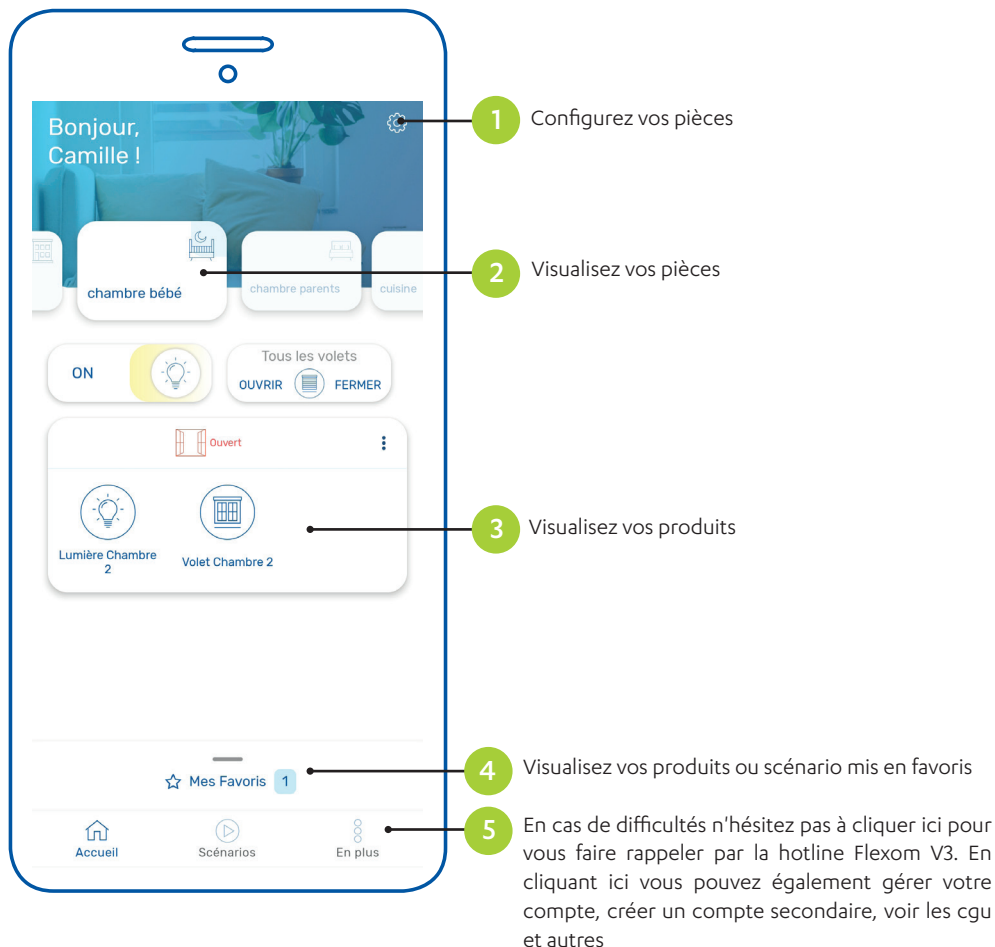 Bonjour,
Camille !
1 Configurez vos pièces
2 Visualisez vos pièces
chambre bébé
chambre parents
cuisine
ON
Tous les volets
OUVRIR FERMER
Ouvert
Lumière Chambre
2
Volet Chambre 2
3 Visualisez vos produits
Mes Favoris 1
4 Visualisez vos produits ou scénario mis en favoris
Accueil
Scénarios
En plus
5 En cas de difficultés n'hésitez pas à cliquer ici pour
vous faire rappeler par la hotline Flexom V3. En
cliquant ici vous pouvez également gérer votre
compte, créer un compte secondaire, voir les cgu
et autres